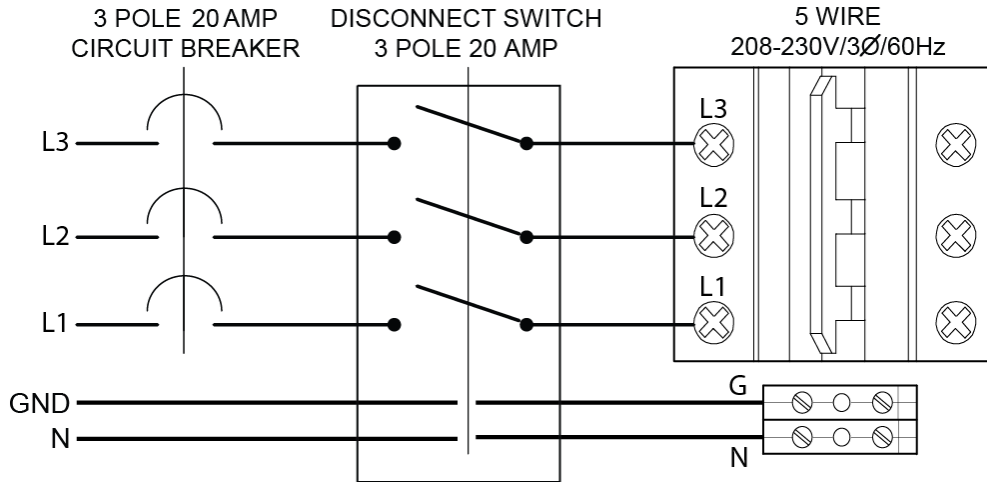 3 POLE 20 AMP
CIRCUIT BREAKER
DISCONNECT SWITCH
3 POLE 20 AMP
5 WIRE
208-230V/3Ø/60Hz
L3
L3
L2
L2
L1
L1
GND
G
N
N